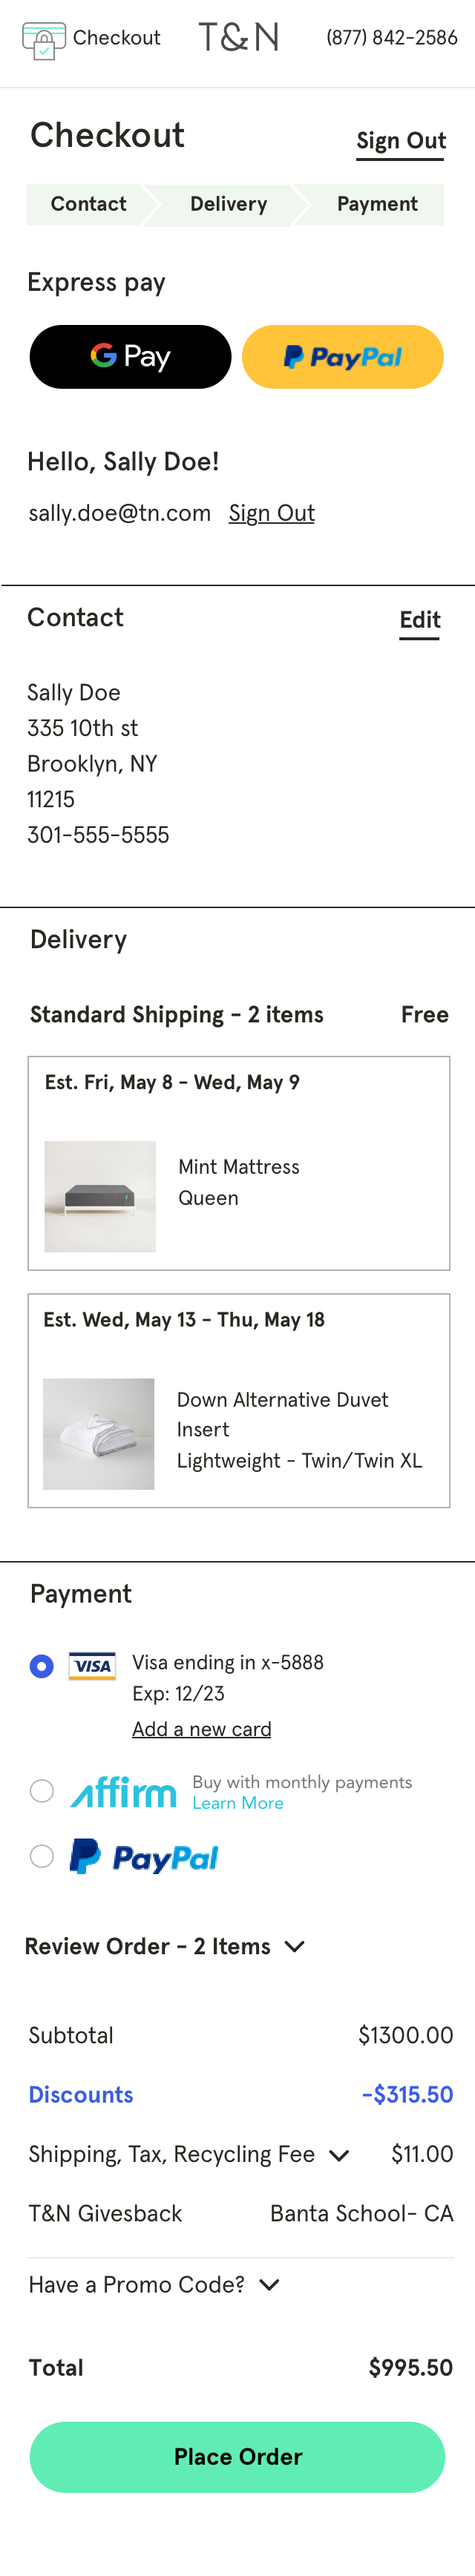 Checkout
T&N
(877) 842-2586
Checkout
Sign Out
Contact
Delivery
Payment
Express pay
G Pay
PayPal
Hello, Sally Doe!
sally.doe@tn.com Sign Out
Contact
Edit
Sally Doe
335 10th st
Brooklyn, NY
11215
301-555-5555
Delivery
Standard Shipping - 2 items Free
Est. Fri, May 8 - Wed, May 9
Mint Mattress
Queen
Est. Wed, May 13 - Thu, May 18
Down Alternative Duvet
Insert
Lightweight - Twin/Twin XL
Payment
VISA
Visa ending in x-5888
Exp: 12/23
Add a new card
affirm
Buy with monthly payments
Learn More
PayPal
Review Order - 2 Items
Subtotal $1300.00
Discounts -$315.50
Shipping, Tax, Recycling Fee $11.00
T&N Givesback Banta School- CA
Have a Promo Code?
Total $995.50
Place Order